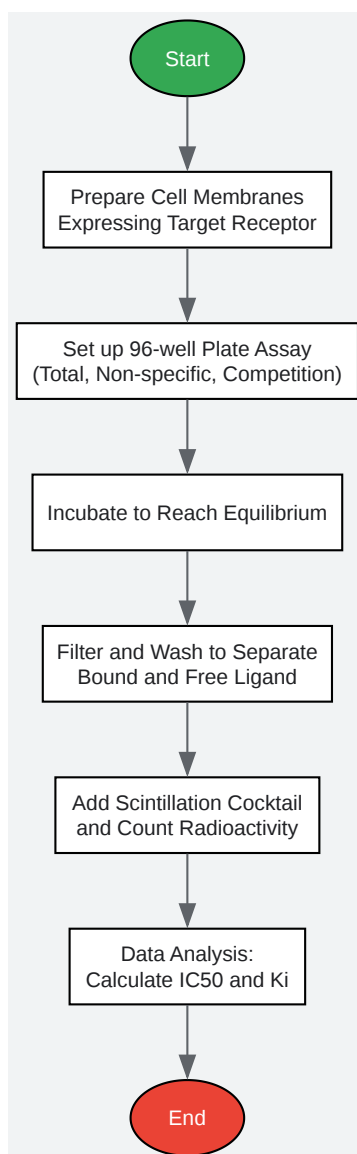 Start
Prepare Cell Membranes
Expressing Target Receptor
Set up 96-well Plate Assay
(Total, Non-specific, Competition)
Incubate to Reach Equilibrium
Filter and Wash to Separate
Bound and Free Ligand
Add Scintillation Cocktail
and Count Radioactivity
Data Analysis:
Calculate IC50 and Ki
End